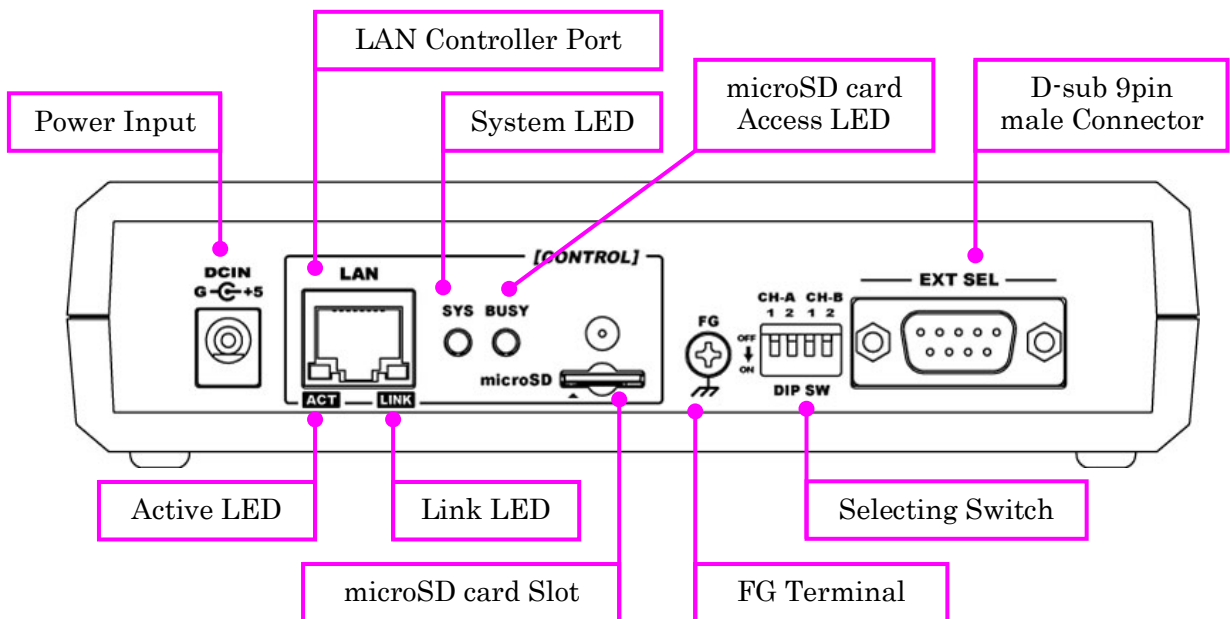 LAN Controller Port
Power Input
System LED
microSD card
Access LED
D-sub 9pin
male Connector
[CONTROL]
DCIN
G +5
LAN
SYS BUSY
microSD
ACT
LINK
FG
CH-A CH-B
1 2 1 2
OFF
ON
DIP SW
EXT SEL
Active LED
Link LED
Selecting Switch
microSD card Slot
FG Terminal